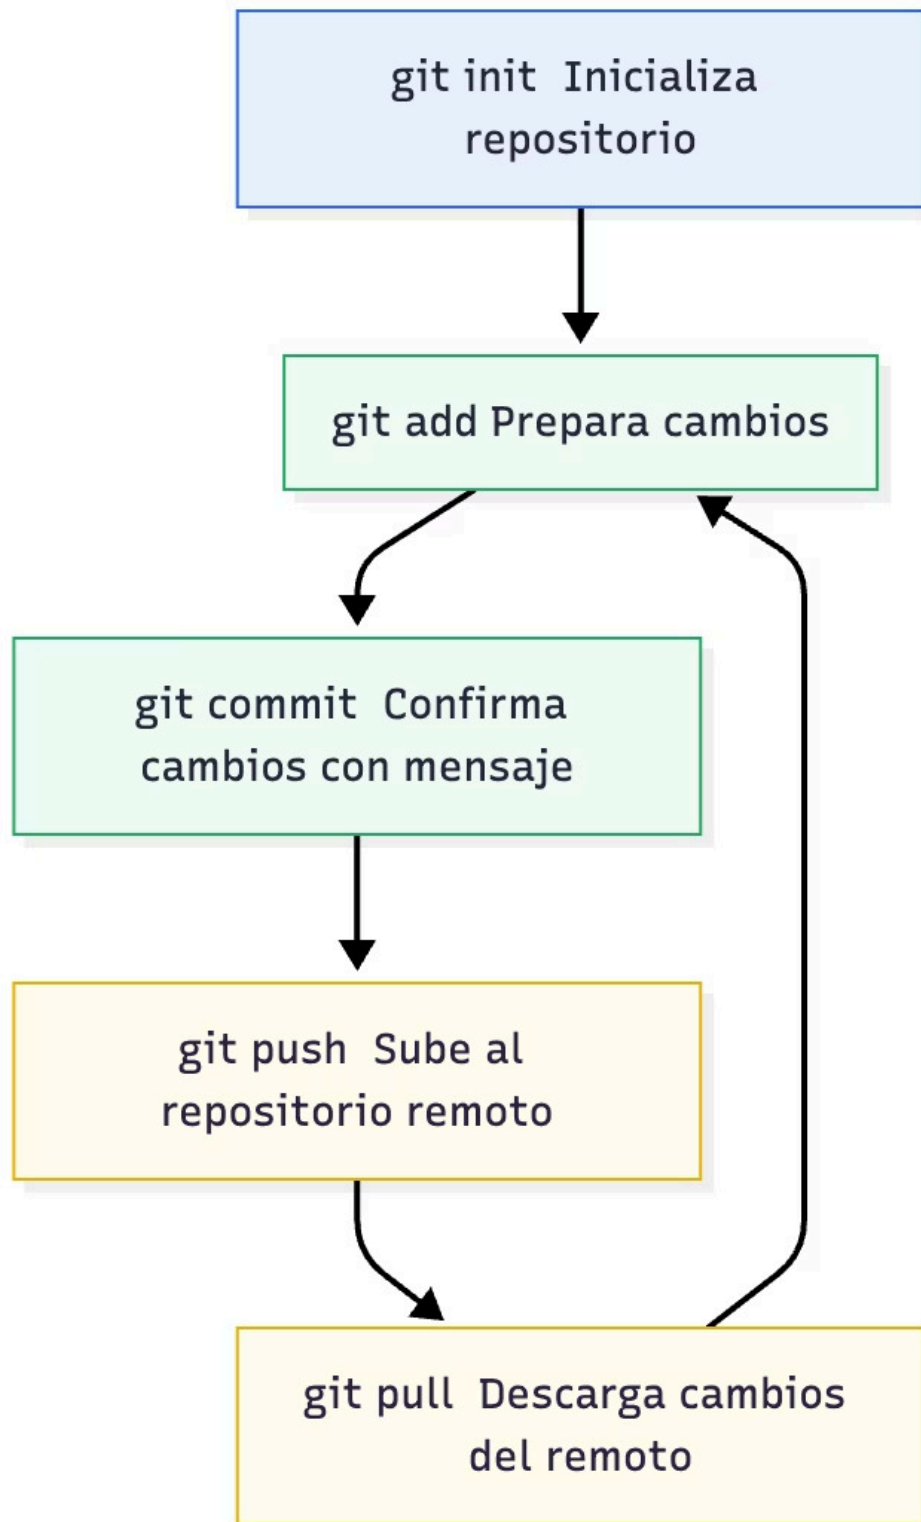 git init  Inicializa
repositorio
git add Prepara cambios
git commit  Confirma
cambios con mensaje
git push  Sube al
repositorio remoto
git pull  Descarga cambios
del remoto